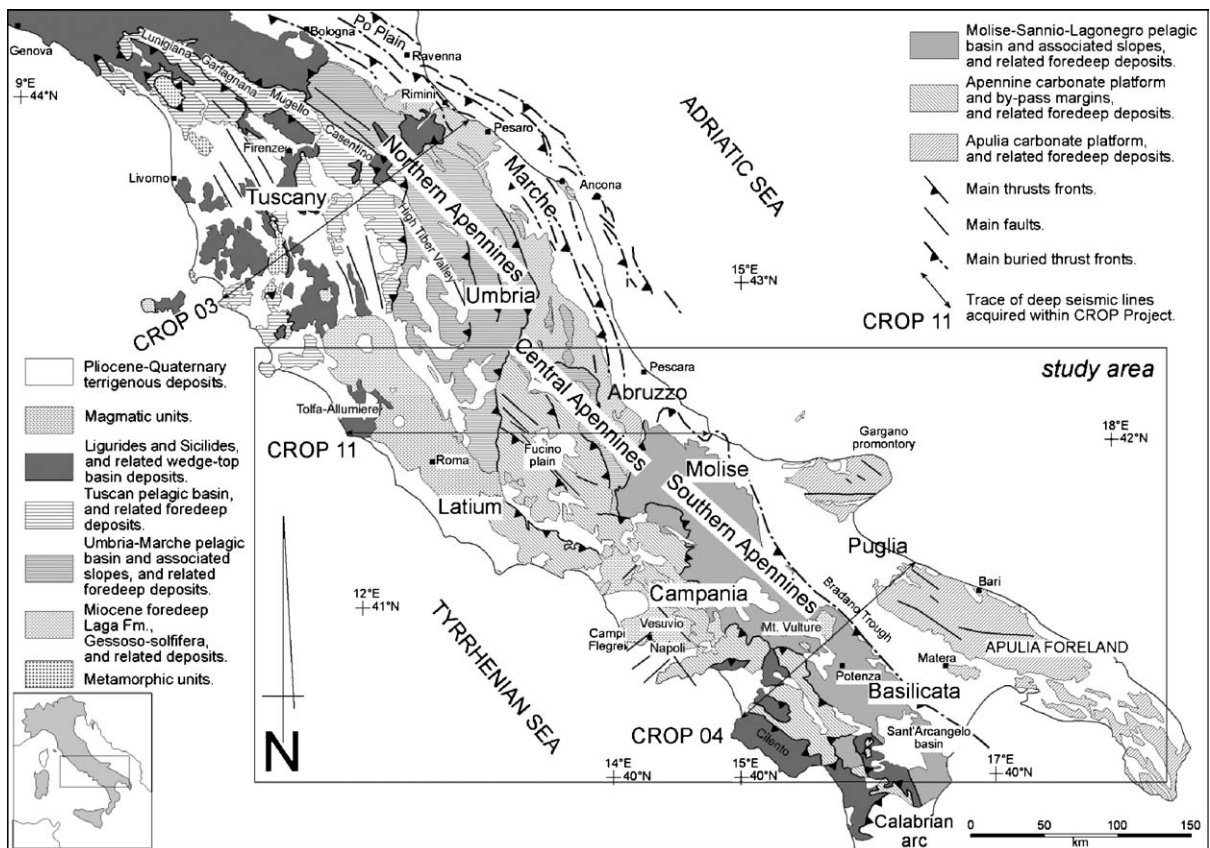 Genova
9°E
44°N
Lunigiana
Garfagnana
Mugello
Casentino
Bologna
Po Plain
Ravenna
Rimini
Pesaro
Firenze
Livorno
Tuscany
Northern Apennines
Marche
Ancona
High Tiber Valley
Umbria
CROP 03
ADRIATIC SEA
15°E
43°N
Molise-Sannio-Lagonegro pelagic
basin and associated slopes,
and related foredeep deposits.
Apennine carbonate platform
and by-pass margins,
and related foredeep deposits.
Apulia carbonate platform,
and related foredeep deposits.
Main thrusts fronts.
Main faults.
Main buried thrust fronts.
Trace of deep seismic lines
CROP 11 acquired within CROP Project.
study area
Pliocene-Quaternary
terrigenous deposits.
Magmatic units.
Ligurides and Sicilides,
and related wedge-top
basin deposits.
Tuscan pelagic basin,
and related foredeep
deposits.
Umbria-Marche pelagic
basin and associated
slopes, and related
foredeep deposits.
Miocene foredeep
Laga Fm.,
Gessoso-solfifera,
and related deposits.
Metamorphic units.
Central Apennines
Abruzzo
Pescara
Tolfa-Allumiere
CROP 11
Roma
Fucino
plain
Latium
Molise
Southern Apennines
Gargano
promontory
18°E
42°N
Puglia
Bari
Bradano Trough
12°E
41°N
Campania
Vesuvio
Campi
Flegrei
Napoli
Mt. Vulture
Potenza
Matera
APULIA FORELAND
Basilicata
TYRRHENIAN SEA
CROP 04
Cilento
Sant'Arcangelo
basin
N
14°E
40°N
15°E
40°N
17°E
40°N
Calabrian
arc
0 50 100 150
km